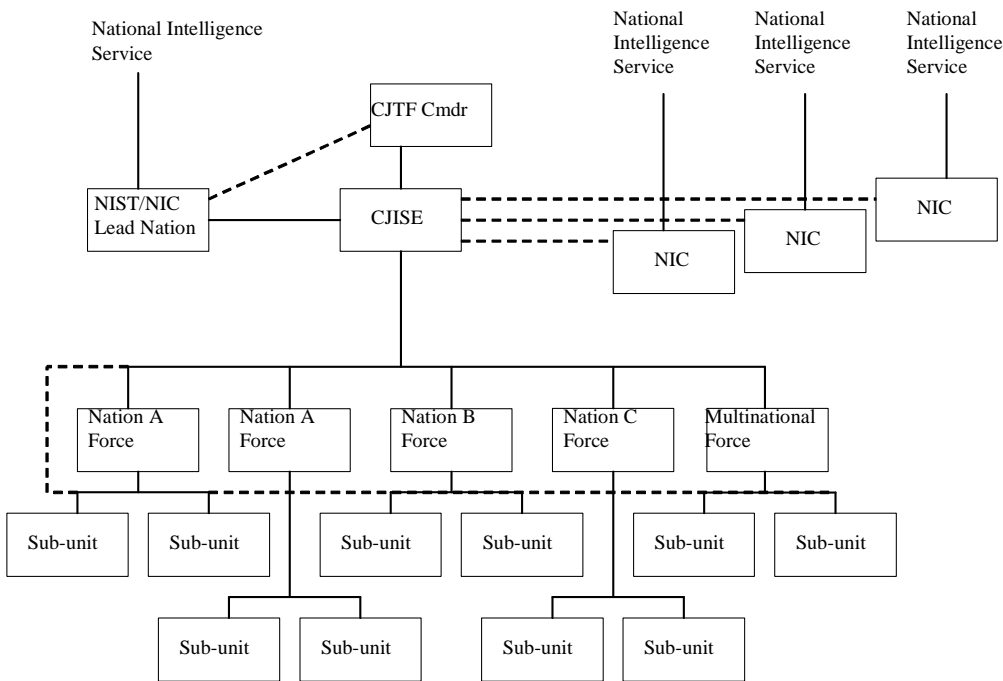 National Intelligence
Service
National
Intelligence
Service
National
Intelligence
Service
National
Intelligence
Service
CJTF Cmdr
NIST/NIC
Lead Nation
CJISE
NIC
NIC
NIC
Nation A
Force
Nation A
Force
Nation B
Force
Nation C
Force
Multinational
Force
Sub-unit
Sub-unit
Sub-unit
Sub-unit
Sub-unit
Sub-unit
Sub-unit
Sub-unit
Sub-unit
Sub-unit